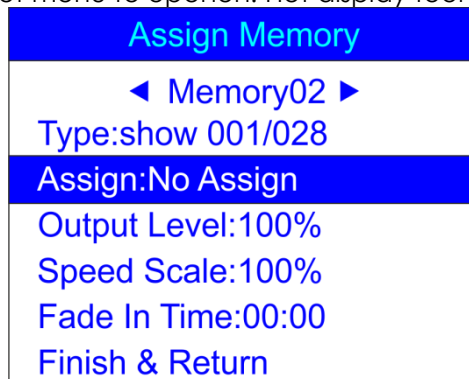 Assign Memory
◄ Memory02 ►
Type:show 001/028
Assign:No Assign
Output Level:100%
Speed Scale:100%
Fade In Time:00:00
Finish & Return